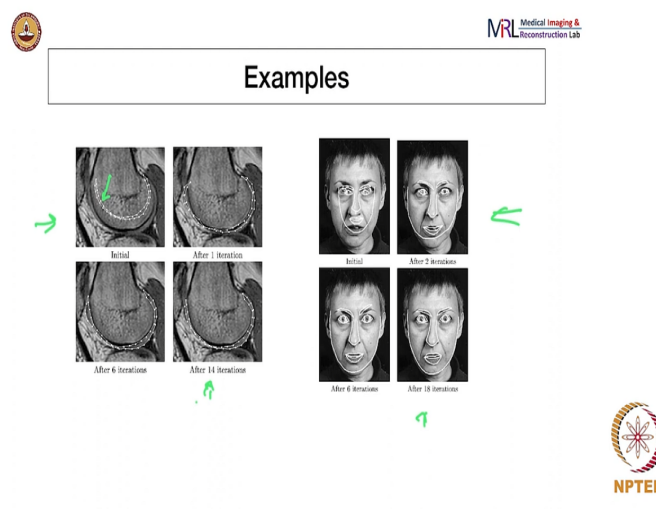 MIRL Medical Imaging &
Reconstruction Lab
Examples
Initial
After 1 iteration
After 6 iterations
After 14 iterations
Initial
After 2 iterations
After 6 iterations
After 18 iterations
NPTEL